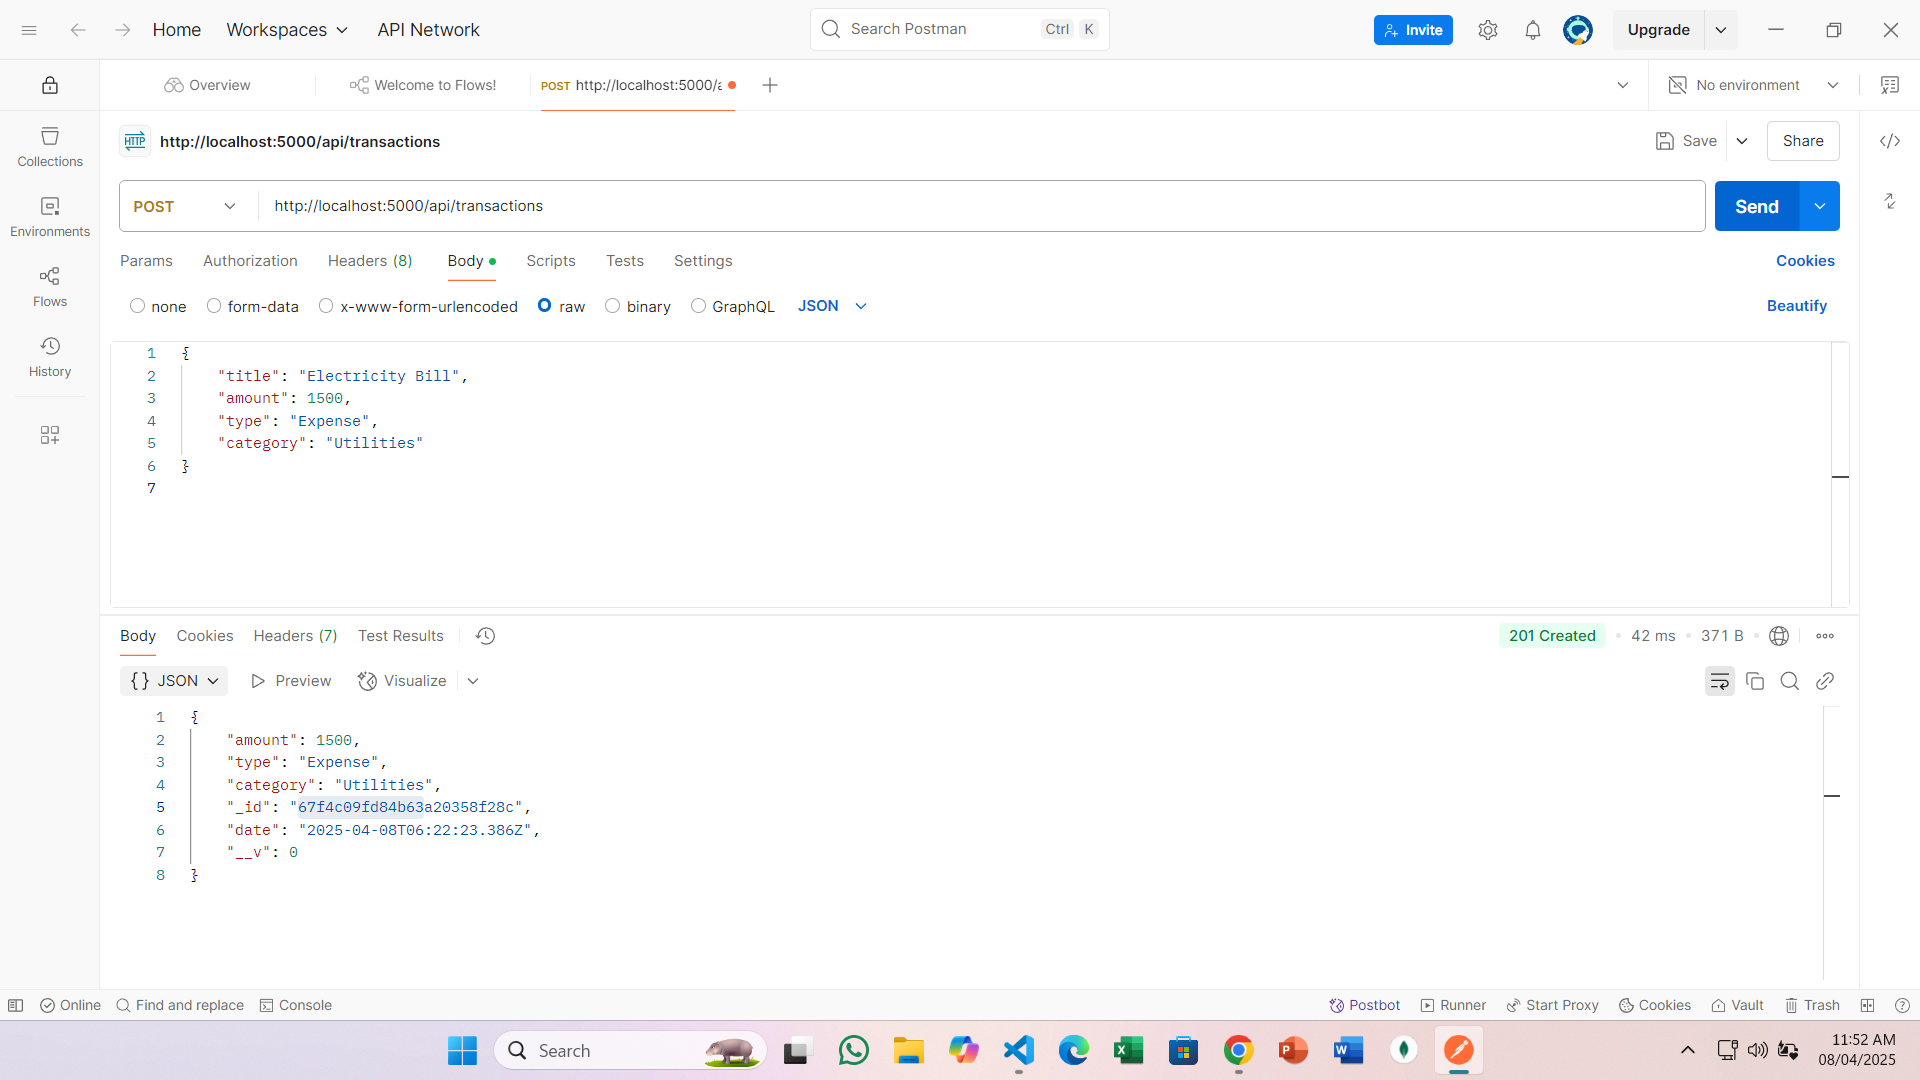 Home Workspaces API Network Search Postman Ctrl K Invite Upgrade
Overview Welcome to Flows! POST http://localhost:5000/a No environment
HTTP http://localhost:5000/api/transactions Save Share
Collections
Environments
Flows
History
POST http://localhost:5000/api/transactions Send
Params Authorization Headers (8) Body Scripts Tests Settings Cookies
none form-data x-www-form-urlencoded raw binary GraphQL JSON Beautify
1 {
2 "title": "Electricity Bill",
3 "amount": 1500,
4 "type": "Expense",
5 "category": "Utilities"
6 }
7
Body Cookies Headers (7) Test Results 201 Created 42 ms 371 B
{} JSON Preview Visualize
1 {
2 "amount": 1500,
3 "type": "Expense",
4 "category": "Utilities",
5 "_id": "67f4c09fd84b63a20358f28c",
6 "date": "2025-04-08T06:22:23.386Z",
7 "__v": 0
8 }
Online Find and replace Console Postbot Runner Start Proxy Cookies Vault Trash
Search 11:52 AM
08/04/2025